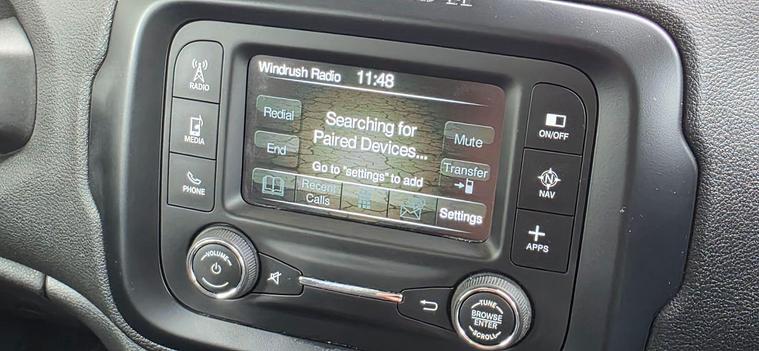 RADIO
MEDIA
PHONE
Windrush Radio 11:48
Redial
End
Searching for
Paired Devices...
Go to "settings" to add
Mute
Transfer
Recent
Calls
Settings
ON/OFF
NAV
APPS
VOLUME
TUNE
BROWSE
ENTER
SCROLL